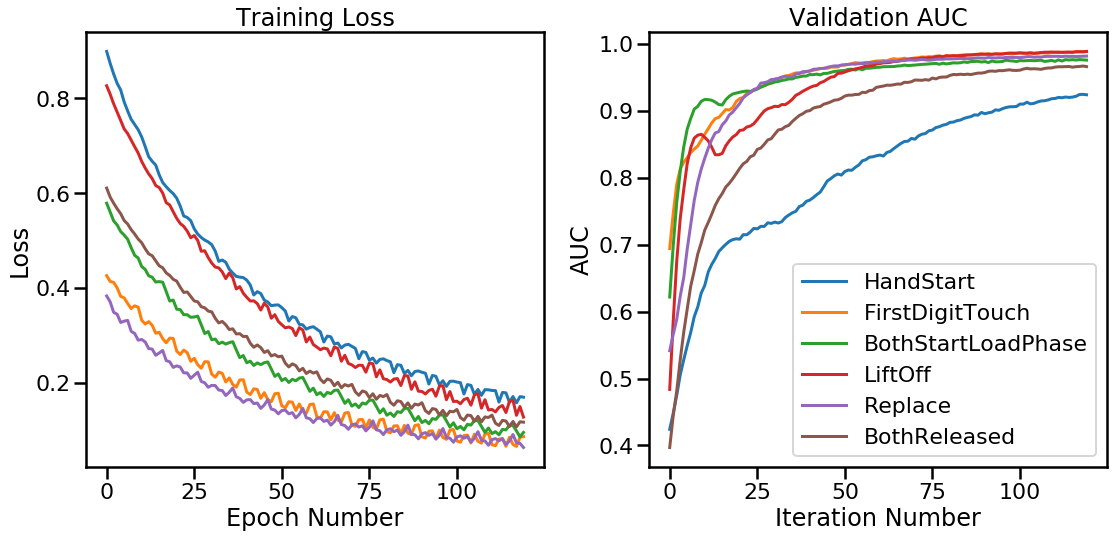 Training Loss
Loss
0.8
0.6
0.4
0.2
0
25
50
75
100
Epoch Number
Validation AUC
AUC
1.0
0.9
0.8
0.7
0.6
0.5
0.4
0
25
50
75
100
Iteration Number
HandStart
FirstDigitTouch
BothStartLoadPhase
LiftOff
Replace
BothReleased